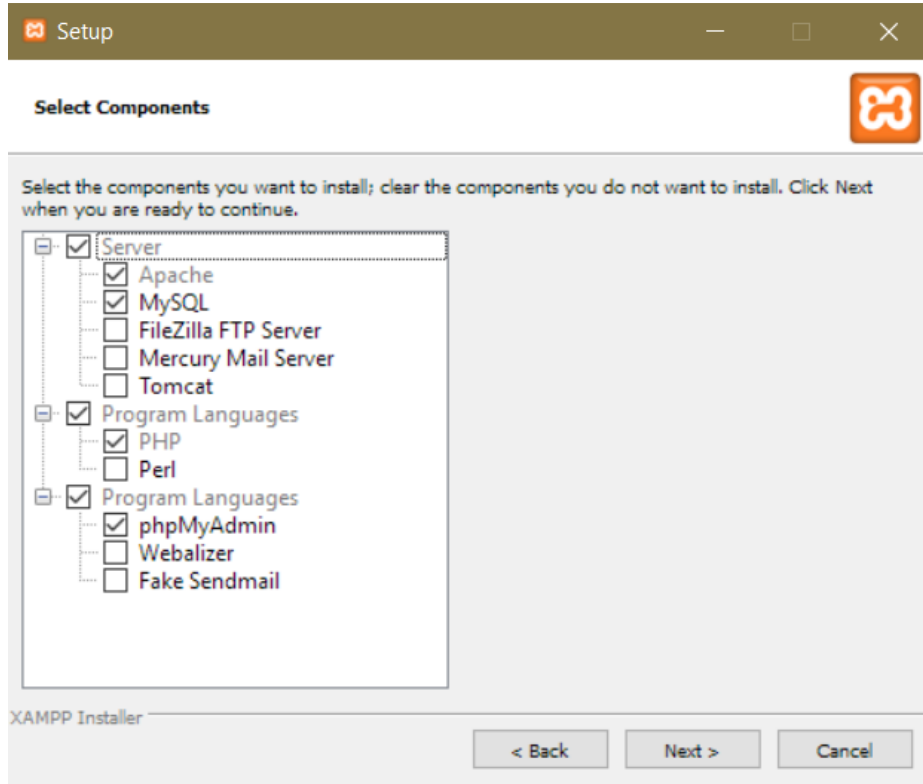 Setup
Select Components
Select the components you want to install; clear the components you do not want to install. Click Next
when you are ready to continue.
Server
Apache
MySQL
FileZilla FTP Server
Mercury Mail Server
Tomcat
Program Languages
PHP
Perl
Program Languages
phpMyAdmin
Webalizer
Fake Sendmail
XAMPP Installer
< Back Next > Cancel